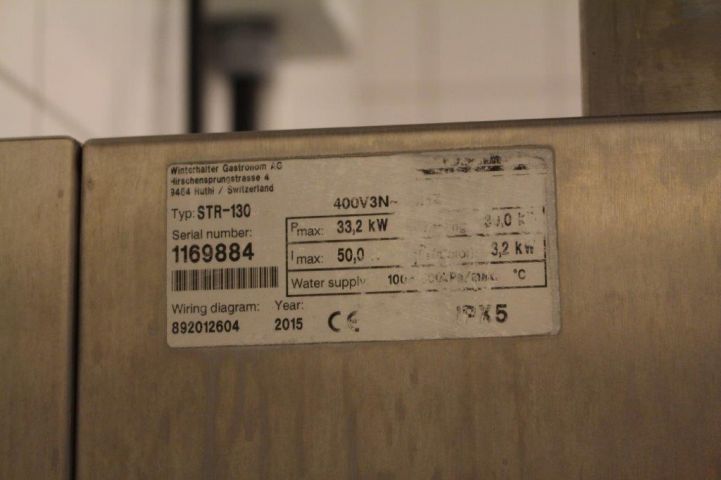 Winterhalter Gastronom AG
Hirschensprungstrasse 4
9464 Rüthi / Switzerland
400V3N~
Typ: STR-130
Pmax: 33,2 kW
Serial number:
1169884
Imax: 50,0
3,2 kW
Water supply °C
Wiring diagram: Year:
892012604 2015 CE IPX5